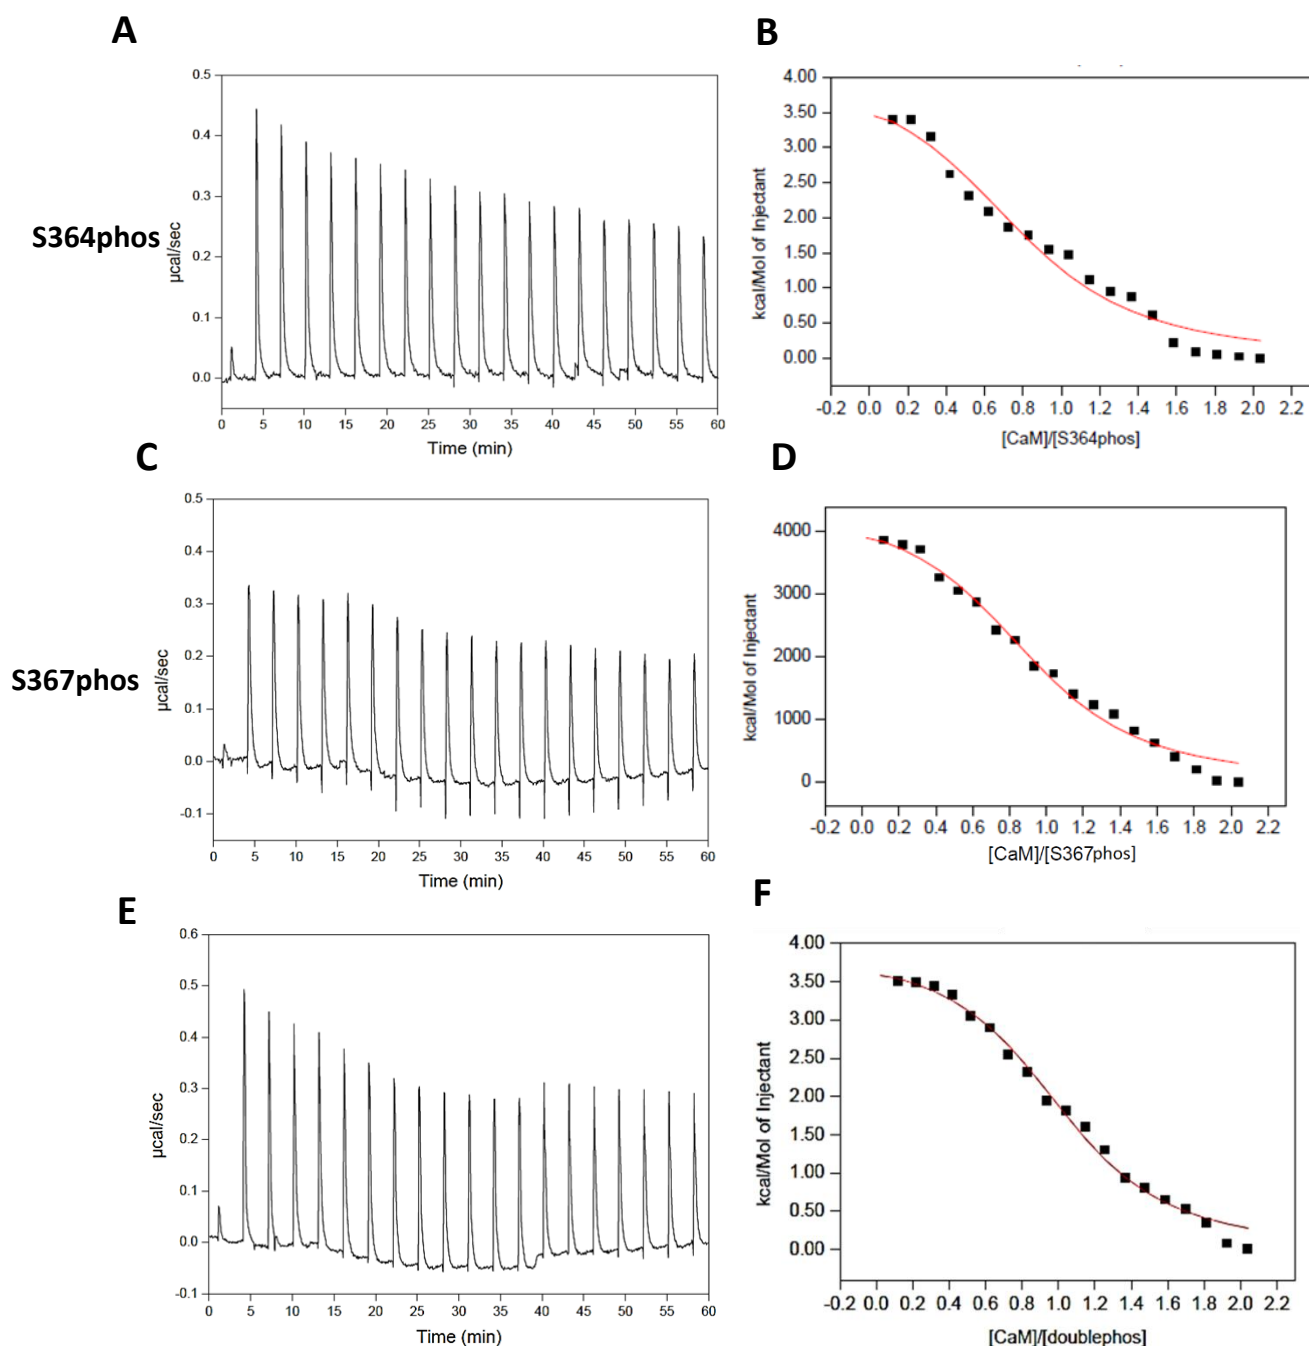 A
B
S364phos
µcal/sec
0.5
0.4
0.3
0.2
0.1
0.0
0 5 10 15 20 25 30 35 40 45 50 55 60
Time (min)
kcal/Mol of Injectant
4.00
3.50
3.00
2.50
2.00
1.50
1.00
0.50
0.00
-0.2 0.0 0.2 0.4 0.6 0.8 1.0 1.2 1.4 1.6 1.8 2.0 2.2
[CaM]/[S364phos]
C
D
S367phos
µcal/sec
0.5
0.4
0.3
0.2
0.1
0.0
-0.1
0 5 10 15 20 25 30 35 40 45 50 55 60
Time (min)
kcal/Mol of Injectant
4000
3000
2000
1000
0
-0.2 0.0 0.2 0.4 0.6 0.8 1.0 1.2 1.4 1.6 1.8 2.0 2.2
[CaM]/[S367phos]
E
F
µcal/sec
0.6
0.5
0.4
0.3
0.2
0.1
0.0
-0.1
0 5 10 15 20 25 30 35 40 45 50 55 60
Time (min)
kcal/Mol of Injectant
4.00
3.50
3.00
2.50
2.00
1.50
1.00
0.50
0.00
-0.2 0.0 0.2 0.4 0.6 0.8 1.0 1.2 1.4 1.6 1.8 2.0 2.2
[CaM]/[doublephos]